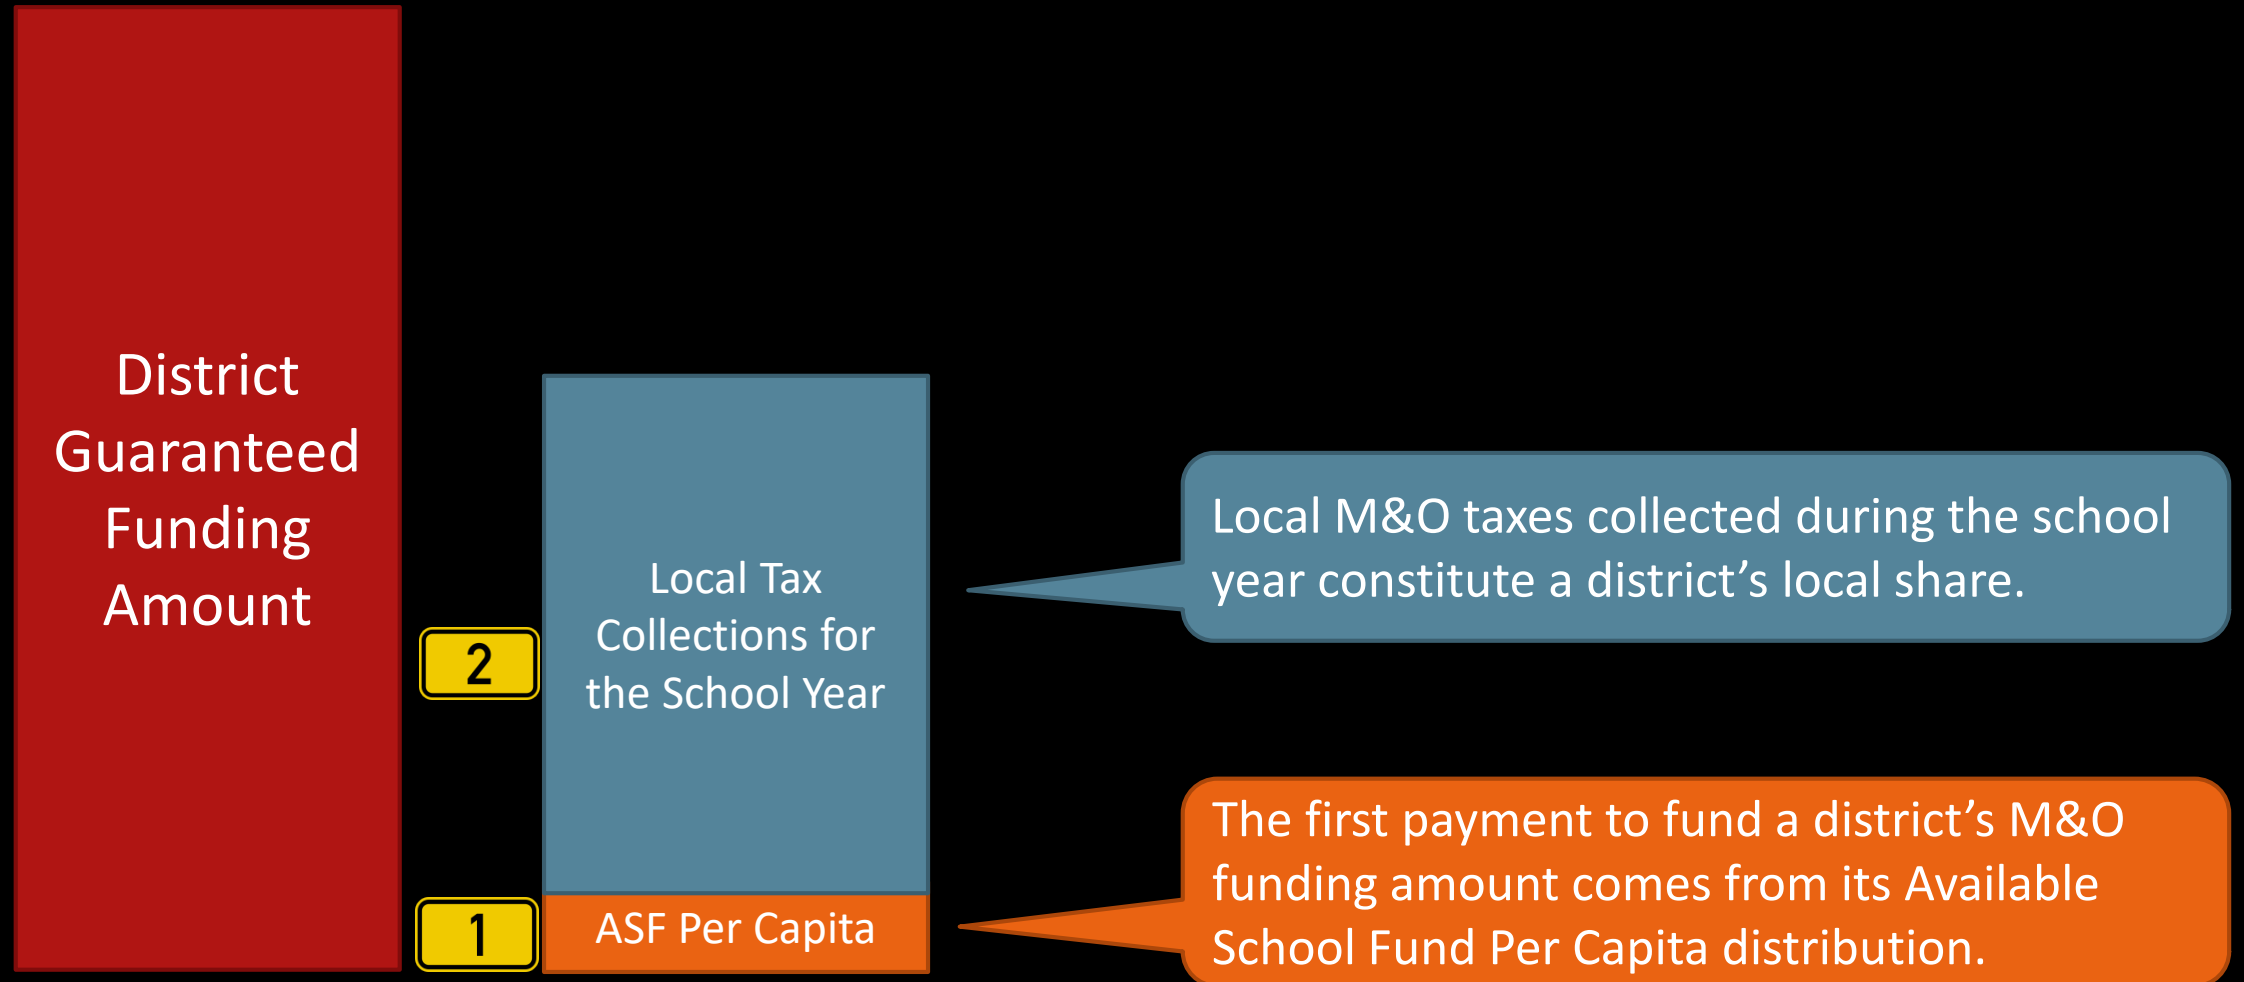 District
Guaranteed
Funding
Amount
2
Local Tax
Collections for
the School Year
Local M&O taxes collected during the school
year constitute a district’s local share.
1
ASF Per Capita
The first payment to fund a district’s M&O
funding amount comes from its Available
School Fund Per Capita distribution.